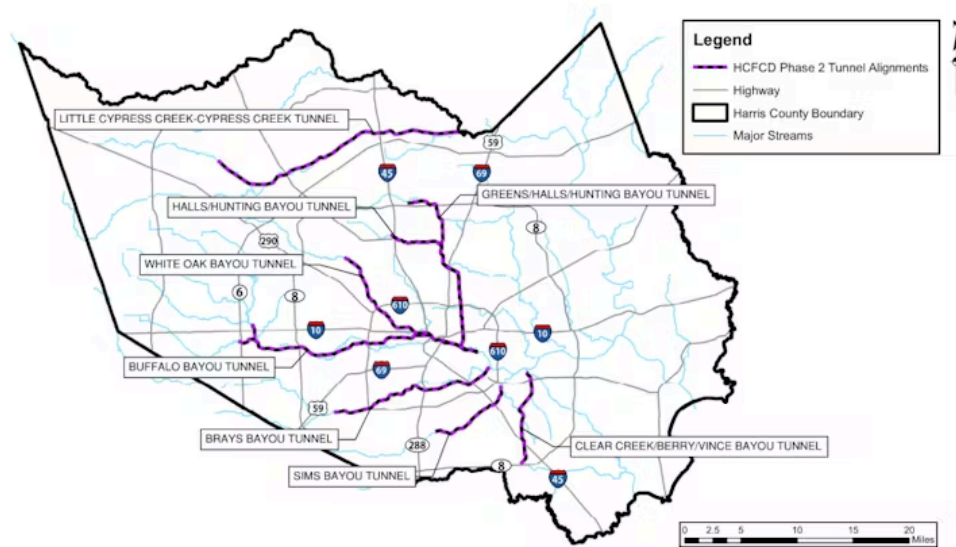 Legend
HCFCD Phase 2 Tunnel Alignments
Highway
Harris County Boundary
Major Streams
LITTLE CYPRESS CREEK-CYPRESS CREEK TUNNEL
59
45
69
GREENS/HALLS/HUNTING BAYOU TUNNEL
HALLS/HUNTING BAYOU TUNNEL
8
290
WHITE OAK BAYOU TUNNEL
6
8
610
10
10
610
BUFFALO BAYOU TUNNEL
69
59
BRAYS BAYOU TUNNEL
288
CLEAR CREEK/BERRY/VINCE BAYOU TUNNEL
8
SIMS BAYOU TUNNEL
45
0 2.5 5 10 15 20
Miles